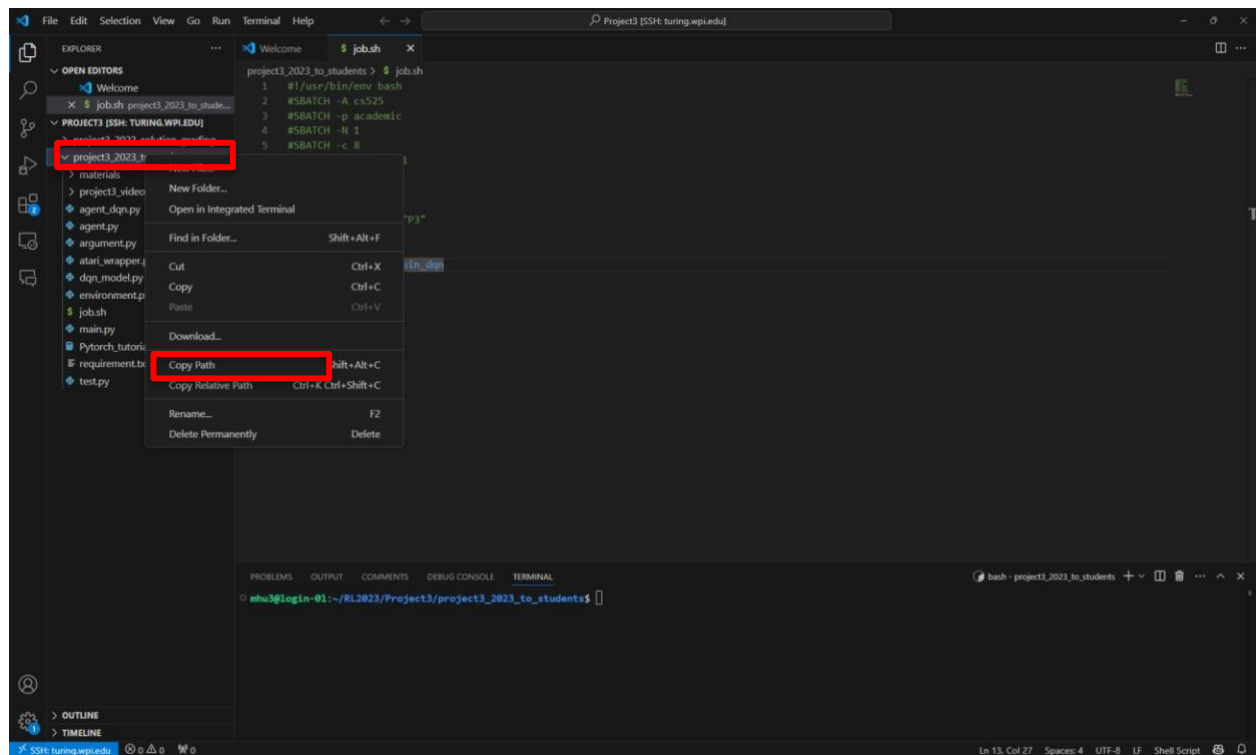 File Edit Selection View Go Run Terminal Help
Project3 [SSH: turing.wpi.edu]
EXPLORER
Welcome
$ job.sh
OPEN EDITORS
Welcome
$ job.sh project3_2023_to_stude...
PROJECT3 [SSH: TURING.WPI.EDU]
project3_2023_t
materials
project3_video
agent_dqn.py
agent.py
argument.py
atari_wrapper.p
dqn_model.py
environment.p
$ job.sh
main.py
Pytorch_tutoria
requirement.tx
test.py
project3_2023_to_students > $ job.sh
1 #!/usr/bin/env bash
2 #SBATCH -A cs525
3 #SBATCH -p academic
4 #SBATCH -N 1
5 #SBATCH -c 8
1
"P3"
in_dqn
New Folder...
Open in Integrated Terminal
Find in Folder... Shift+Alt+F
Cut Ctrl+X
Copy Ctrl+C
Paste Ctrl+V
Download...
Copy Path hift+Alt+C
Copy Relative Path Ctrl+K Ctrl+Shift+C
Rename... F2
Delete Permanently Delete
PROBLEMS OUTPUT COMMENTS DEBUG CONSOLE TERMINAL
bash - project3_2023_to_students
mhu3@login-01:~/RL2023/Project3/project3_2023_to_students$
2
OUTLINE
1
TIMELINE
SSH: turing.wpi.edu 0 0 0
Ln 13, Col 27 Spaces: 4 UTF-8 LF Shell Script